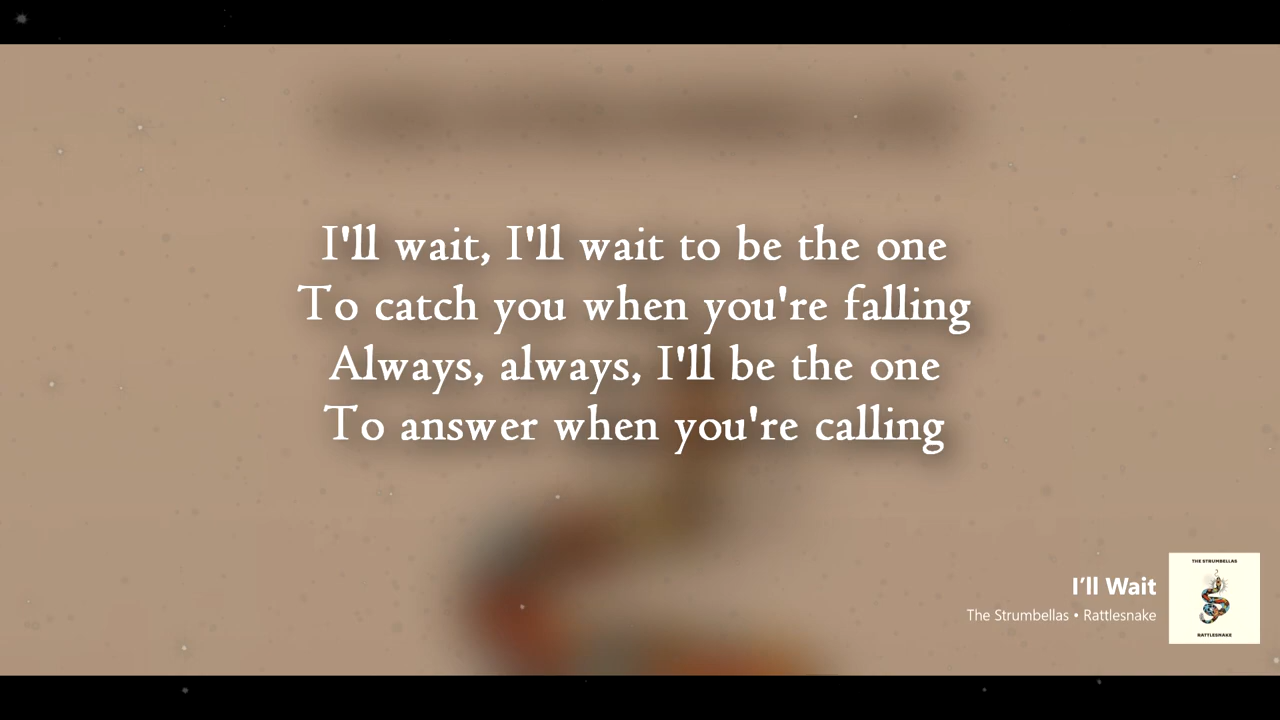 I'll wait, I'll wait to be the one
To catch you when you're falling
Always, always, I'll be the one
To answer when you're calling
I'll Wait
The Strumbellas • Rattlesnake
THE STRUMBELLAS
RATTLESNAKE